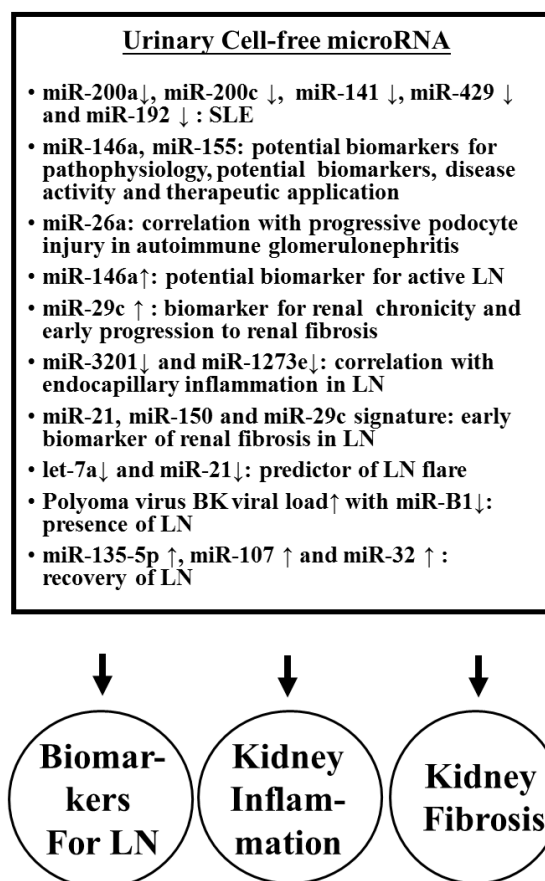 Urinary Cell-free microRNA
• miR-200a↓, miR-200c ↓, miR-141 ↓, miR-429 ↓
and miR-192 ↓ : SLE
• miR-146a, miR-155: potential biomarkers for
pathophysiology, potential biomarkers, disease
activity and therapeutic application
• miR-26a: correlation with progressive podocyte
injury in autoimmune glomerulonephritis
• miR-146a↑: potential biomarker for active LN
• miR-29c ↑ : biomarker for renal chronicity and
early progression to renal fibrosis
• miR-3201↓ and miR-1273e↓: correlation with
endocapillary inflammation in LN
• miR-21, miR-150 and miR-29c signature: early
biomarker of renal fibrosis in LN
• let-7a↓ and miR-21↓: predictor of LN flare
• Polyoma virus BK viral load↑ with miR-B1↓:
presence of LN
• miR-135-5p ↑, miR-107 ↑ and miR-32 ↑ :
recovery of LN
Biomar-
kers
For LN
Kidney
Inflam-
mation
Kidney
Fibrosis